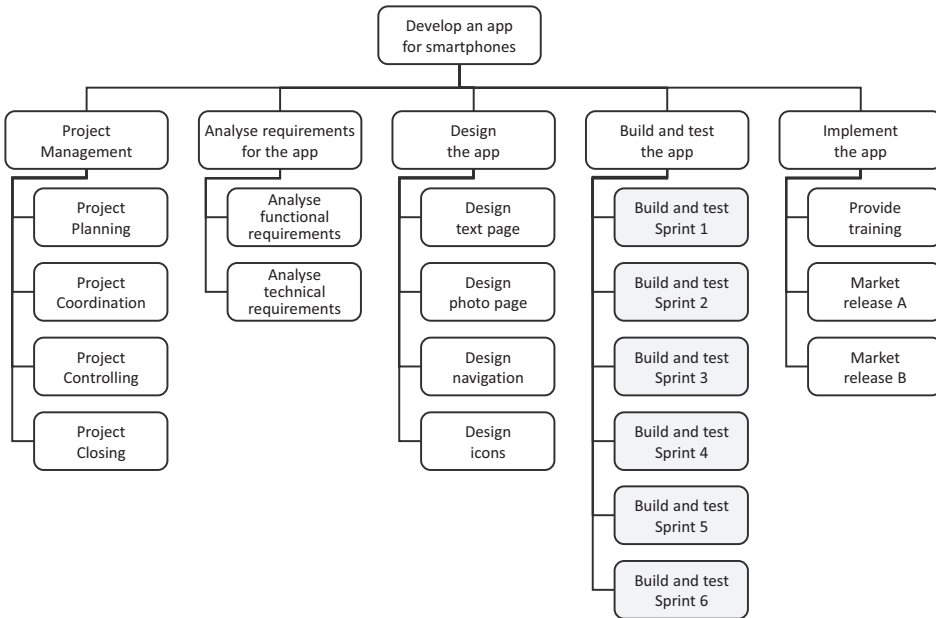 Develop an app
for smartphones
Project
Management
Analyse requirements
for the app
Design
the app
Build and test
the app
Implement
the app
Project
Planning
Project
Coordination
Project
Controlling
Project
Closing
Analyse
functional
requirements
Analyse
technical
requirements
Design
text page
Design
photo page
Design
navigation
Design
icons
Build and test
Sprint 1
Build and test
Sprint 2
Build and test
Sprint 3
Build and test
Sprint 4
Build and test
Sprint 5
Build and test
Sprint 6
Provide
training
Market
release A
Market
release B